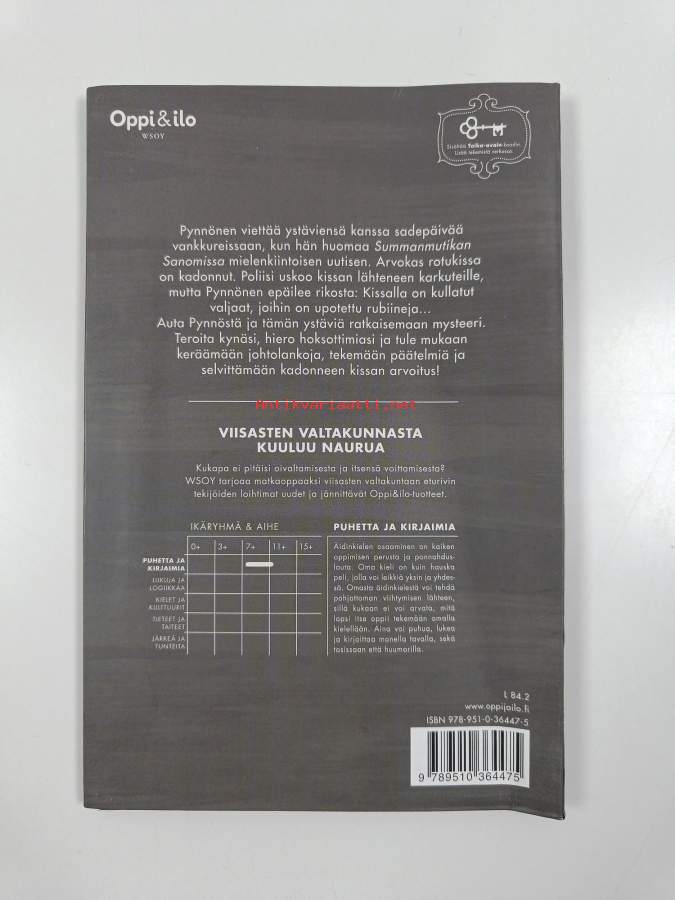 Oppi&ilo
WSOY
Sisältää Taika-avain-koodin.
Lisää tekemistä verkossa.
Pynnönen viettää ystäviensä kanssa sadepäivää
vankkureissaan, kun hän huomaa Summanmutikan
Sanomissa mielenkiintoisen uutisen. Arvokas rotukissa
on kadonnut. Poliisi uskoo kissan lähteneen karkuteille,
mutta Pynnönen epäilee rikosta: Kissalla on kullatut
valjaat, joihin on upotettu rubiineja...
Auta Pynnöstä ja tämän ystäviä ratkaisemaan mysteeri.
Teroita kynäsi, hiero hoksottimiasi ja tule mukaan
keräämään johtolankoja, tekemään päätelmiä ja
selvittämään kadonneen kissan arvoitus!
Antikvariaatti.net
VIISASTEN VALTAKUNNASTA
KUULUU NAURUA
Kukapa ei pitäisi oivaltamisesta ja itsensä voittamisesta?
WSOY tarjoaa matkaoppaaksi viisasten valtakuntaan eturivin
tekijöiden loihtimat uudet ja jännittävät Oppi&ilo-tuotteet.
IKÄRYHMÄ & AIHE
0+ 3+ 7+ 11+ 15+
PUHETTA JA
KIRJAIMIA
LUKUJA JA
LOGIIKKAA
KIELET JA
KULTTUURIT
TIETEET JA
TAITEET
JÄRKEÄ JA
TUNTEITA
PUHETTA JA KIRJAIMIA
Äidinkielen osaaminen on kaiken
oppimisen perusta ja ponnahdus-
lauta. Oma kieli on kuin hauska
peli, jolla voi leikkiä yksin ja yhdes-
sä. Omasta äidinkielestä voi tehdä
pohjattoman viihtymisen lähteen,
sillä kukaan ei voi arvata, mitä
lapsi itse oppii tekemään omalla
kielellään. Aina voi puhua, lukea
ja kirjoittaa monella tavalla, sekä
tosissaan että huumorilla.
L 84.2
www.oppijailo.fi
ISBN 978-951-0-36447-5
9 789510 364475